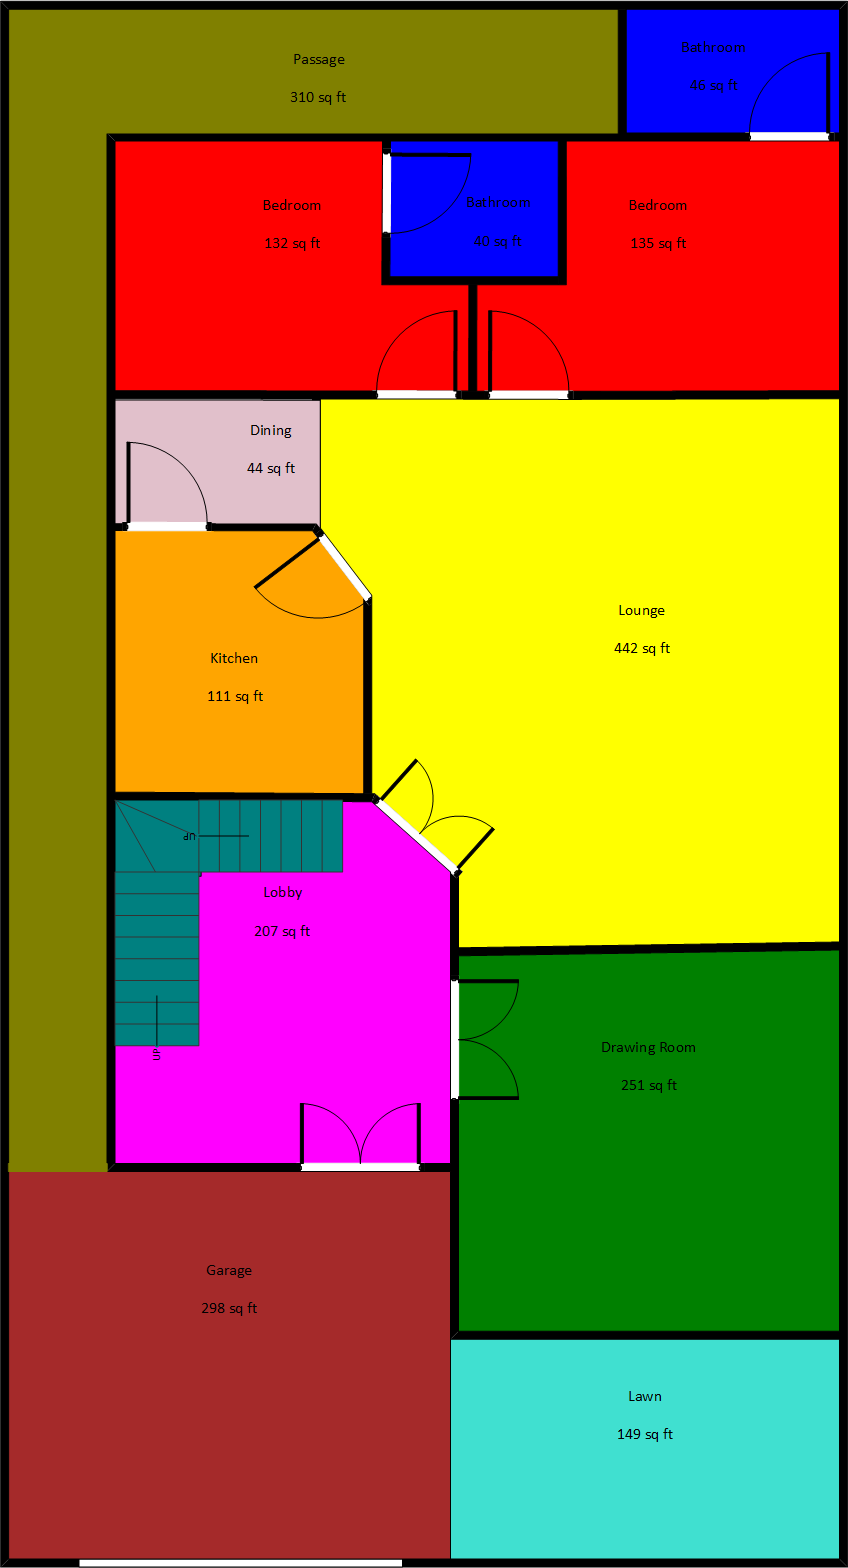 Passage
310 sq ft
Bathroom
46 sq ft
Bedroom
132 sq ft
Bathroom
40 sq ft
Bedroom
135 sq ft
Dining
44 sq ft
Lounge
442 sq ft
Kitchen
111 sq ft
UP
Lobby
207 sq ft
UP
Drawing Room
251 sq ft
Garage
298 sq ft
Lawn
149 sq ft